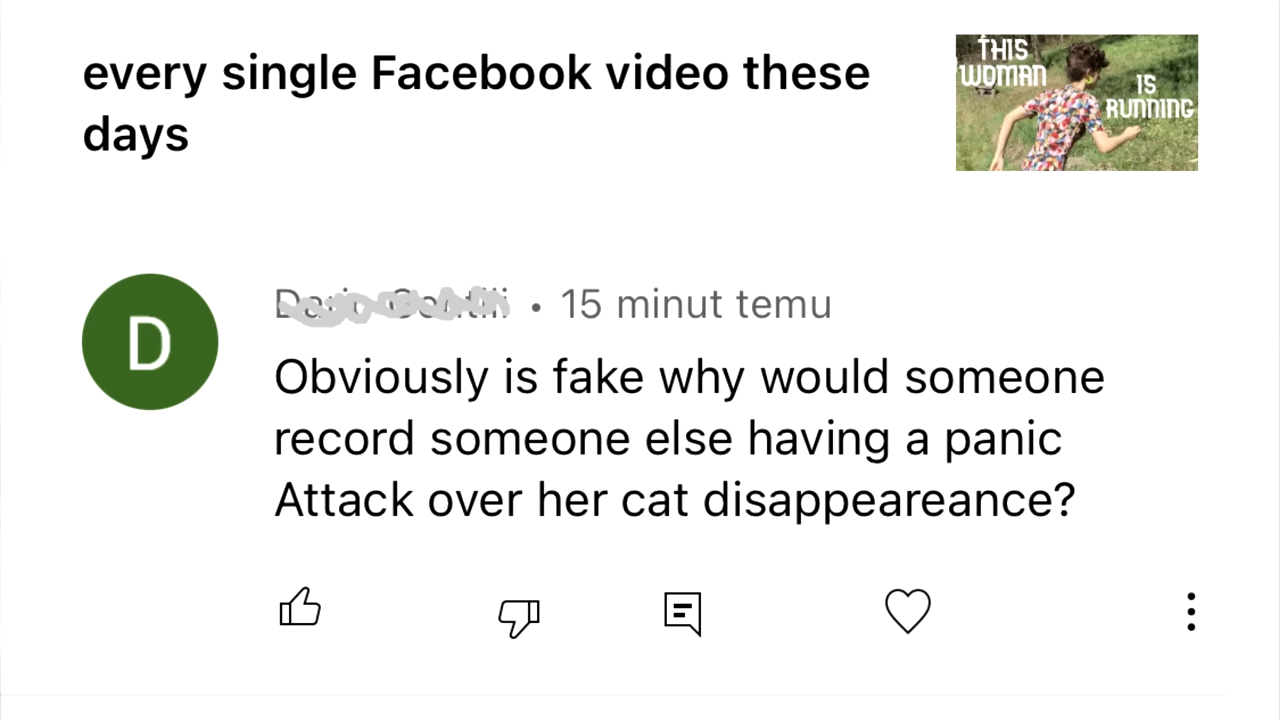 every single Facebook video these
days
THIS
WOMAN
IS
RUNNING
D
• 15 minut temu
Obviously is fake why would someone
record someone else having a panic
Attack over her cat disappeareance?